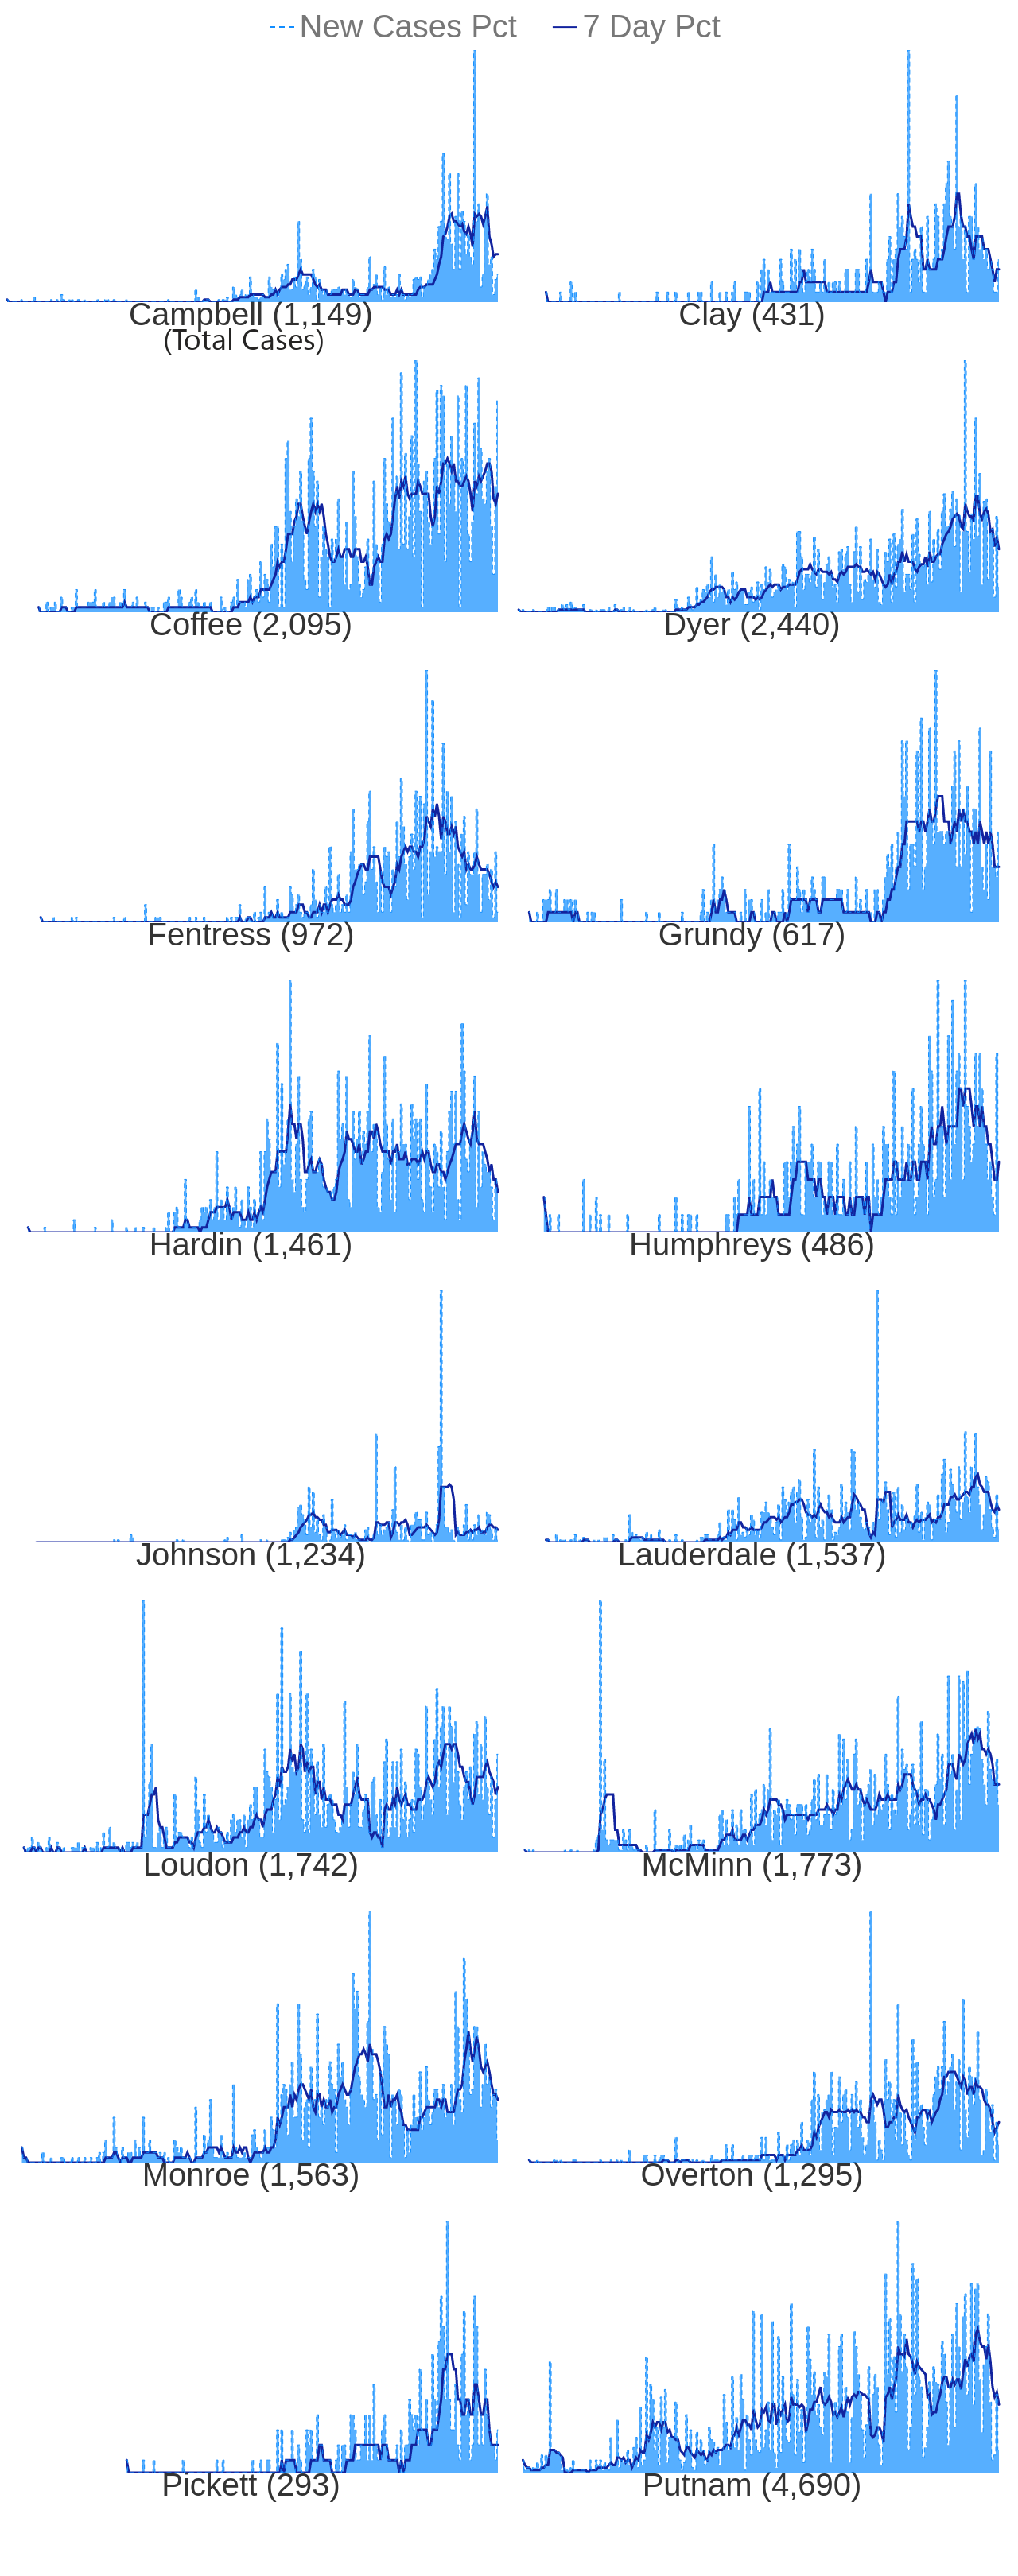 New Cases Pct 7 Day Pct
Campbell (1,149) Clay (431)
(Total Cases)
Coffee (2,095) Dyer (2,440)
Fentress (972) Grundy (617)
Hardin (1,461) Humphreys (486)
Johnson (1,234) Lauderdale (1,537)
Loudon (1,742) McMinn (1,773)
Monroe (1,563) Overton (1,295)
Pickett (293) Putnam (4,690)